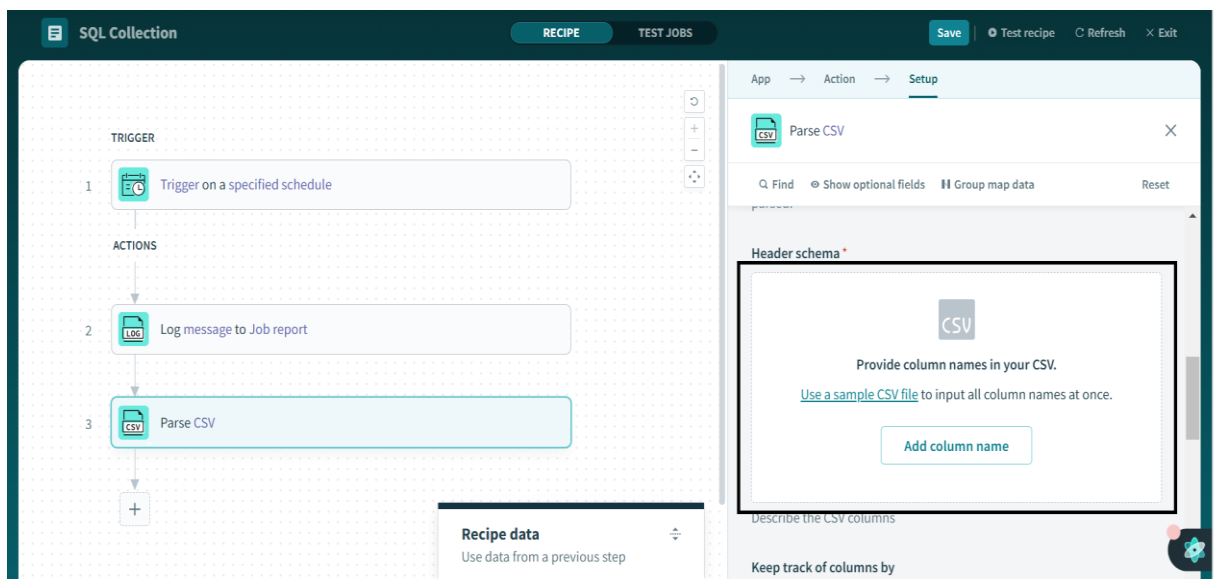 SQL Collection
RECIPE
TEST JOBS
Save
Test recipe
Refresh
Exit
TRIGGER
1
Trigger on a specified schedule
ACTIONS
2
LOG
Log message to Job report
3
CSV
Parse CSV
Recipe data
Use data from a previous step
App
Action
Setup
CSV
Parse CSV
Find
Show optional fields
Group map data
Reset
Header schema *
CSV
Provide column names in your CSV.
Use a sample CSV file to input all column names at once.
Add column name
Describe the CSV columns
Keep track of columns by